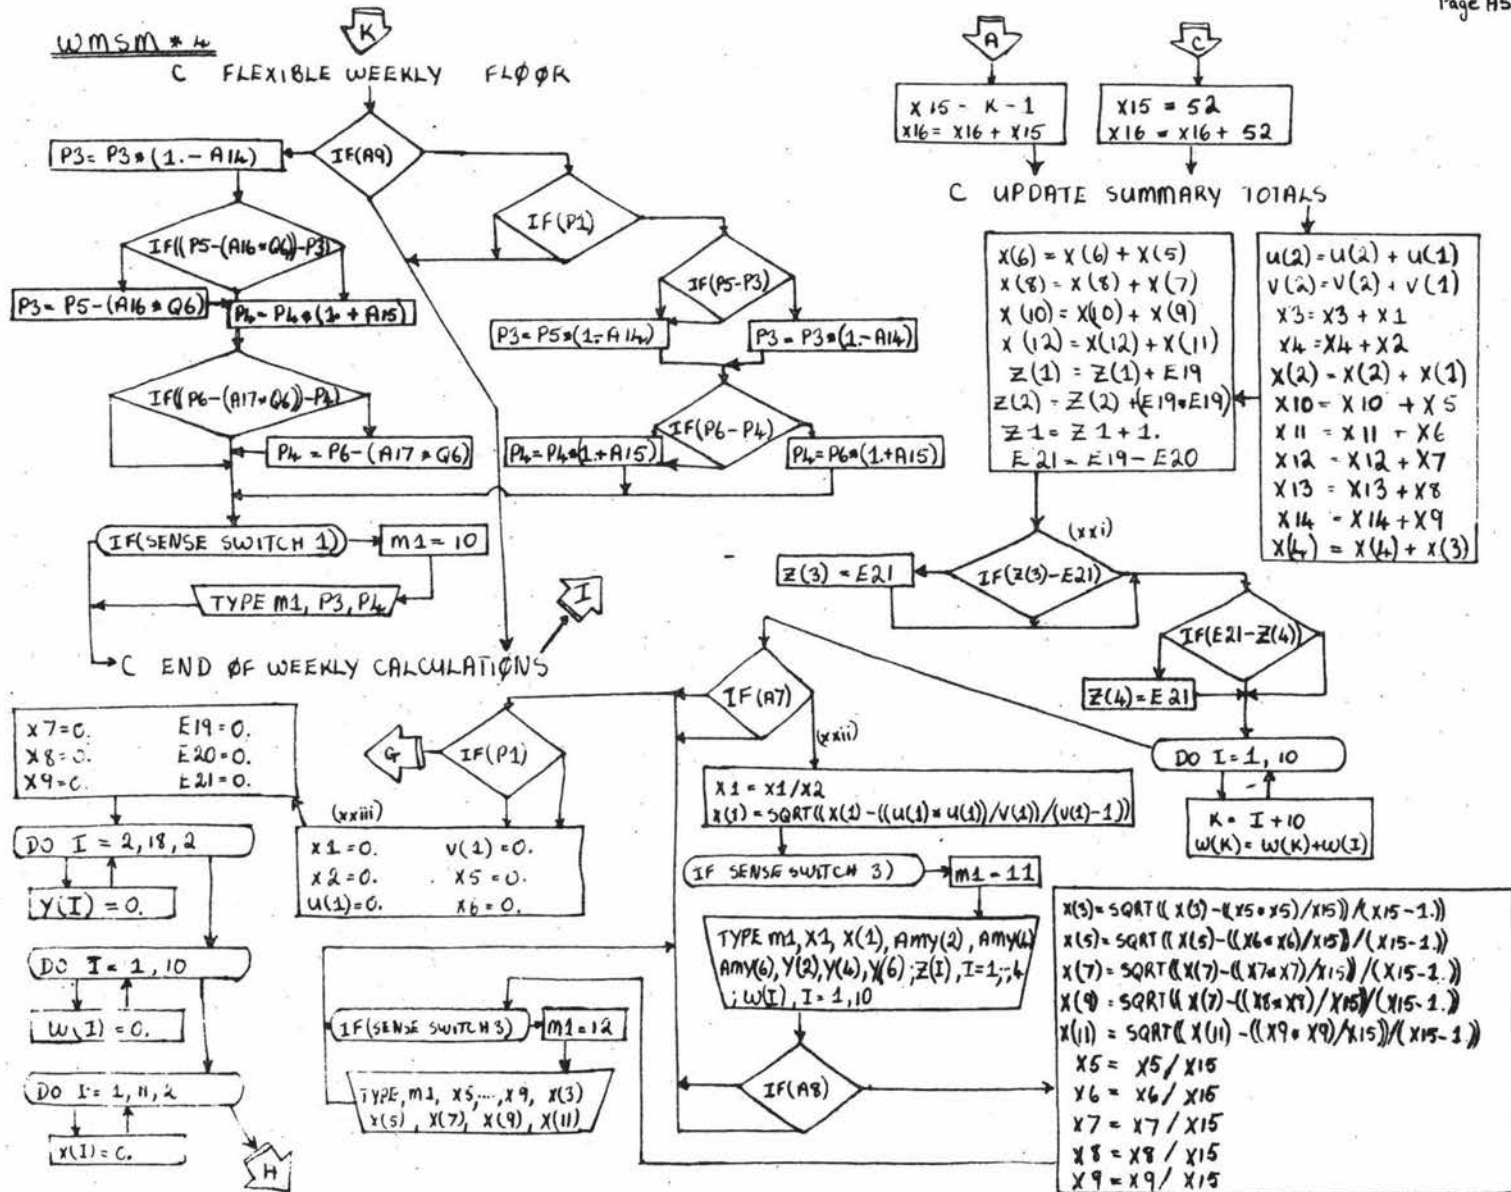 Page A5
WMSM * 4
K
C FLEXIBLE WEEKLY FLØØR
IF(A9)
P3 = P3*(1.-A14)
IF((P5-(A16*Q6))-P3)
P3 = P5-(A16*Q6)
P4 = P4*(1.+A15)
IF((P6-(A17*Q6))-P4)
P4 = P6-(A17*Q6)
IF(P1)
IF(P5-P3)
P3 = P5*(1.-A14)
P3 = P3*(1.-A14)
IF(P6-P4)
P4=P4*(1.+A15)
P4=P6*(1.+A15)
IF(SENSE SWITCH 1)
M1=10
TYPE M1, P3, P4
I
C END ØF WEEKLY CALCULATIØNS
A
X15 - K - 1
X16 = X16 + X15
C
X15 = 52
X16 = X16 + 52
C UPDATE SUMMARY TOTALS
U(2)=U(2) + U(1)
V(2)=V(2) + V(1)
X3 = X3 + X1
X4 = X4 + X2
X(2) = X(2) + X(1)
X10 = X10 + X5
X11 = X11 + X6
X12 = X12 + X7
X13 = X13 + X8
X14 = X14 + X9
X(4) = X(4) + X(3)
X(6) = X(6) + X(5)
X(8) = X(8) + X(7)
X(10) = X(10) + X(9)
X(12) = X(12) + X(11)
Z(1) = Z(1) + E19
Z(2) = Z(2) + (E19*E19)
Z1 = Z1 + 1.
E21 = E19 - E20
(xxi)
IF(Z(3)-E21)
Z(3) = E21
IF(E21-Z(4))
Z(4) = E21
DO I = 1, 10
K = I + 10
W(K) = W(K)+W(I)
IF(A7)
(xxii)
X1 = X1/X2
X(1) = SQRT((X(1)-((U(1)*U(1))/V(1))/(V(1)-1))
IF SENSE SWITCH 3)
M1 = 11
TYPE M1, X1, X(1), AMY(2), AMY(4)
AMY(6), Y(2), Y(4), Y(6); Z(I), I=1,..,4
; W(I), I = 1, 10
IF(A8)
X(3) = SQRT((X(3)-((X5*X5)/X15))/(X15-1.))
X(5) = SQRT((X(5)-((X6*X6)/X15))/(X15-1.))
X(7) = SQRT((X(7)-((X7*X7)/X15))/(X15-1.))
X(9) = SQRT((X(7)-((X8*X8)/X15))/(X15-1.))
X(11) = SQRT((X(11)-((X9*X9)/X15))/(X15-1.))
X5 = X5/X15
X6 = X6/X15
X7 = X7/X15
X8 = X8/X15
X9 = X9/X15
IF(SENSE SWITCH 3)
M1=12
TYPE, M1, X5,...,X9, X(3)
X(5), X(7), X(9), X(11)
IF(P1)
G
(xxiii)
X1 = 0. V(1) = 0.
X2 = 0. X5 = 0.
U(1)=0. X6 = 0.
X7=0. E19=0.
X8=0. E20=0.
X9=0. E21=0.
DO I = 2, 18, 2
Y(I) = 0.
DO I = 1, 10
W(I) = 0.
DO I = 1, 11, 2
X(I) = 0.
H